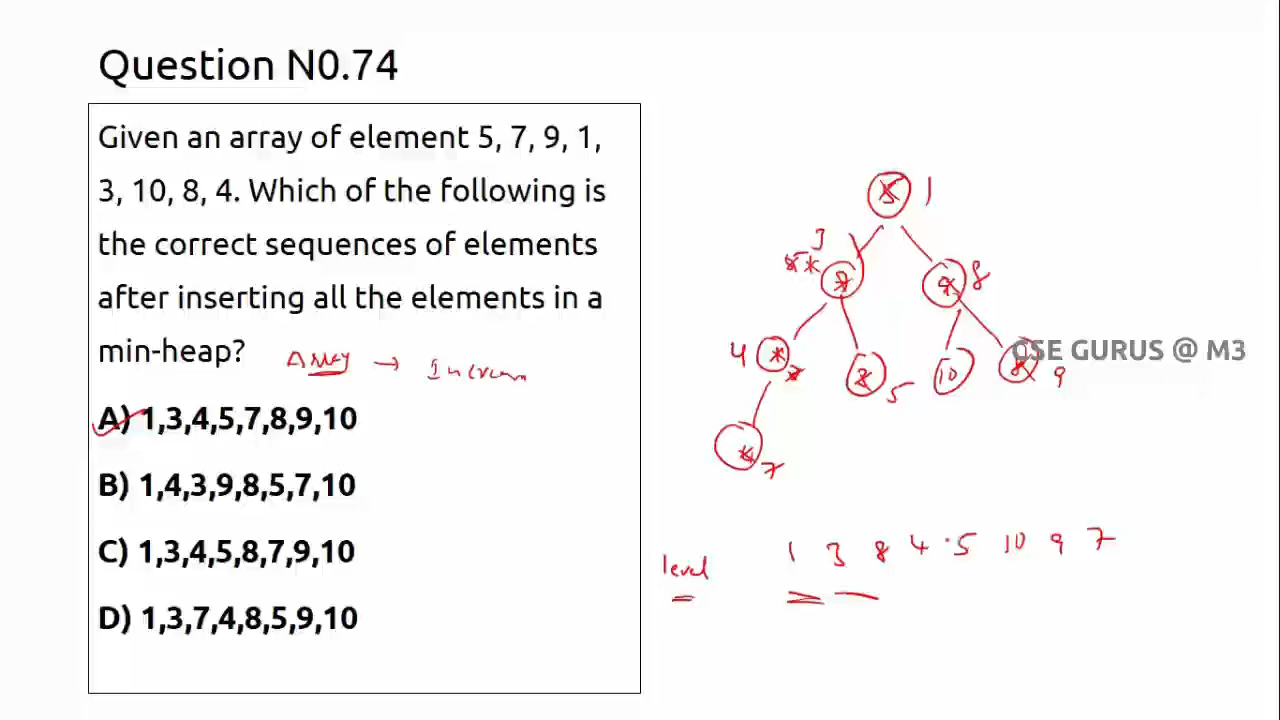 Question N0.74
Given an array of element 5, 7, 9, 1,
3, 10, 8, 4. Which of the following is
the correct sequences of elements
after inserting all the elements in a
min-heap?
Array →
A) 1,3,4,5,7,8,9,10
B) 1,4,3,9,8,5,7,10
C) 1,3,4,5,8,7,9,10
D) 1,3,7,4,8,5,9,10
5 1
3
8
4
5 10 9
7
CSE GURUS @ M3
level 1 3 8 4 5 10 9 7